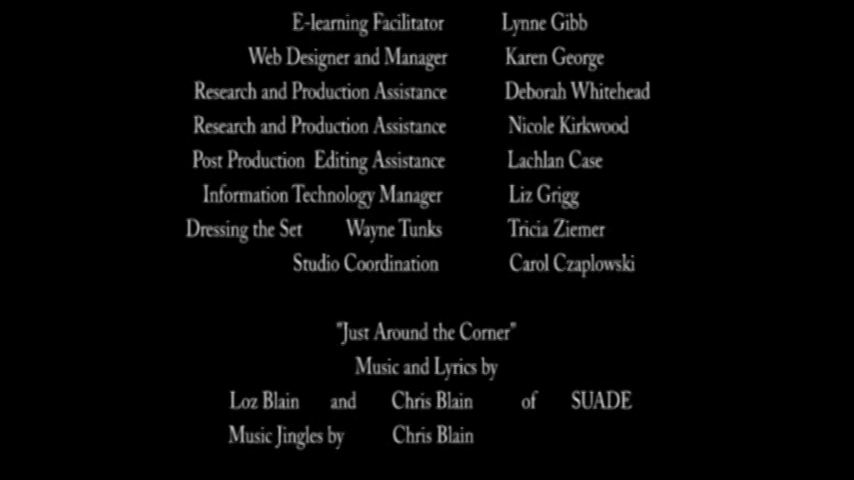 E-learning Facilitator Lynne Gibb
Web Designer and Manager Karen George
Research and Production Assistance Deborah Whitehead
Research and Production Assistance Nicole Kirkwood
Post Production Editing Assistance Lachlan Case
Information Technology Manager Liz Grigg
Dressing the Set Wayne Tunks Tricia Ziemer
Studio Coordination Carol Czaplowski
"Just Around the Corner"
Music and Lyrics by
Loz Blain and Chris Blain of SUADE
Music Jingles by Chris Blain